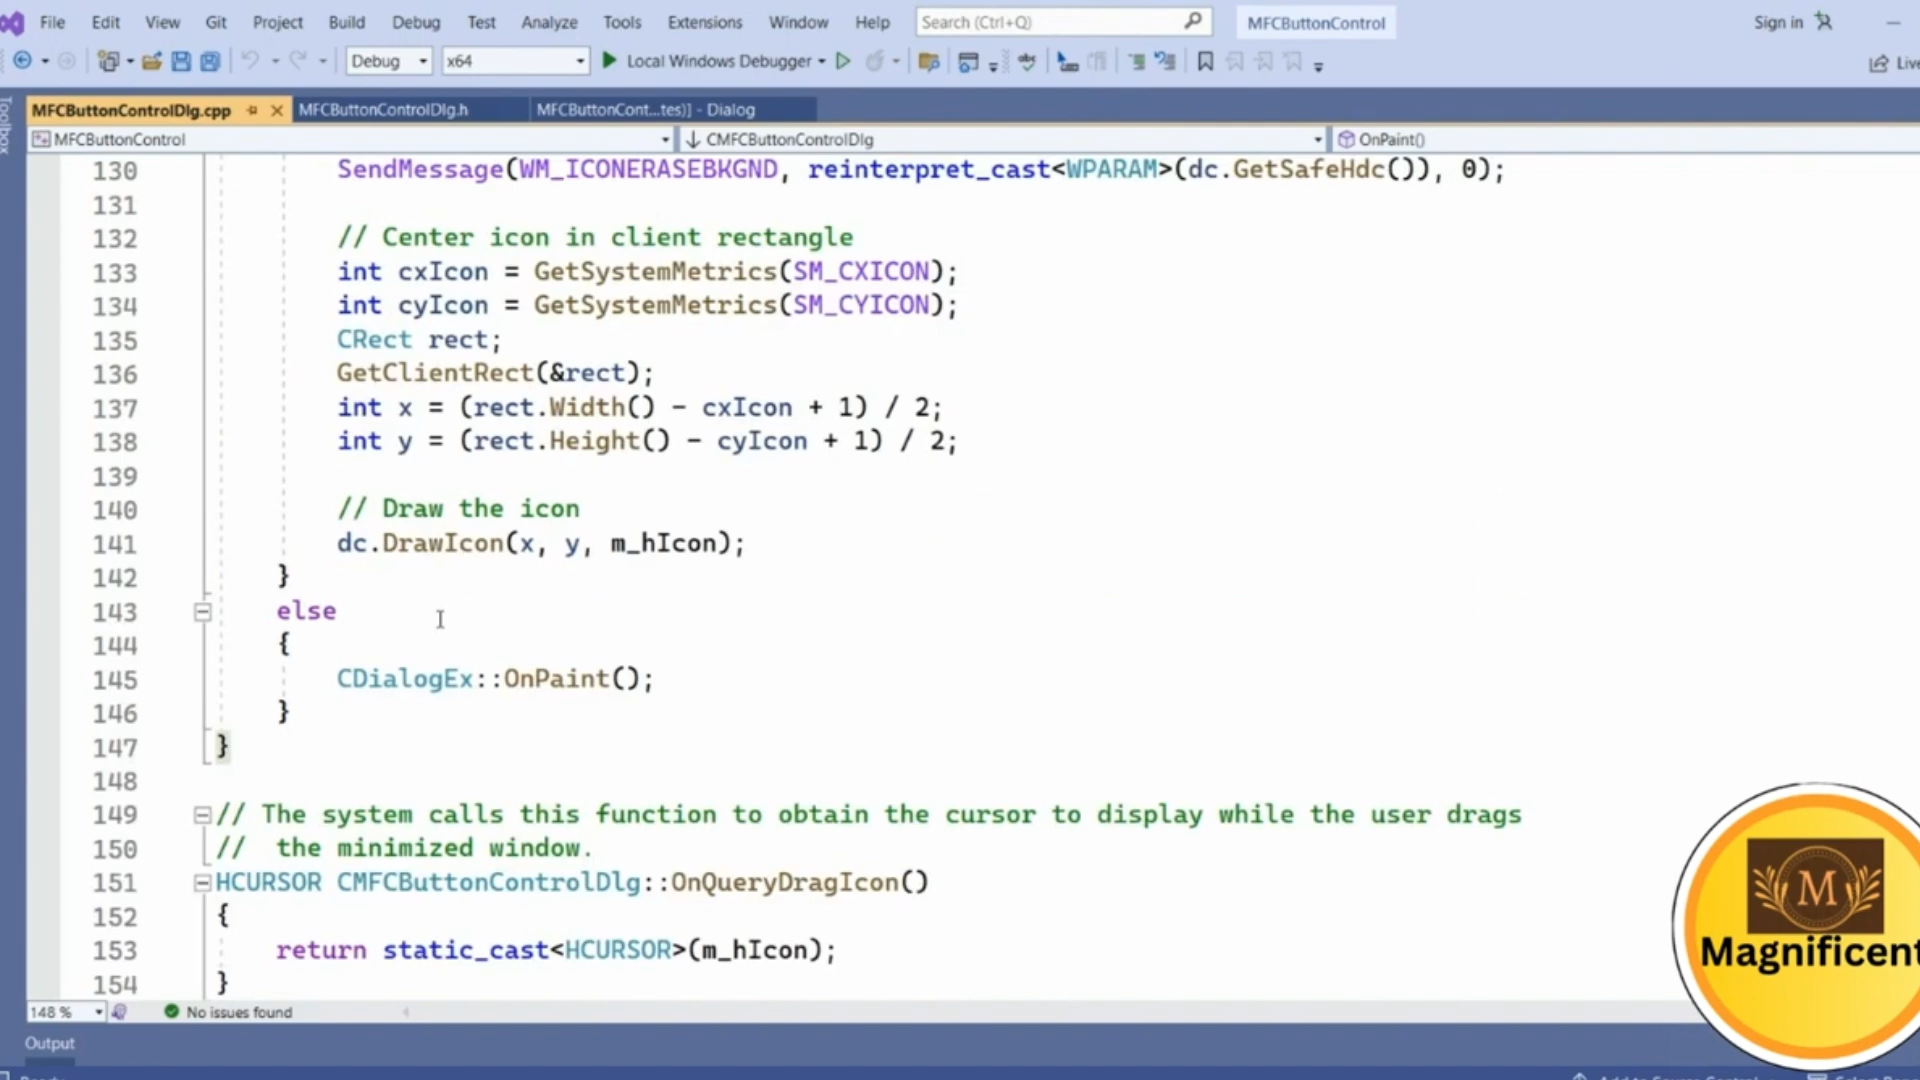 File Edit View Git Project Build Debug Test Analyze Tools Extensions Window Help Search (Ctrl+Q) MFCButtonControl Sign in
Debug x64 Local Windows Debugger Live
Toolbox
MFCButtonControlDlg.cpp MFCButtonControlDlg.h MFCButtonCont...tes)] - Dialog
MFCButtonControl CMFCButtonControlDlg OnPaint()
130 SendMessage(WM_ICONERASEBKGND, reinterpret_cast<WPARAM>(dc.GetSafeHdc()), 0);
131
132 // Center icon in client rectangle
133 int cxIcon = GetSystemMetrics(SM_CXICON);
134 int cyIcon = GetSystemMetrics(SM_CYICON);
135 CRect rect;
136 GetClientRect(&rect);
137 int x = (rect.Width() - cxIcon + 1) / 2;
138 int y = (rect.Height() - cyIcon + 1) / 2;
139
140 // Draw the icon
141 dc.DrawIcon(x, y, m_hIcon);
142 }
143 else
144 {
145 CDialogEx::OnPaint();
146 }
147 }
148
149 // The system calls this function to obtain the cursor to display while the user drags
150 //  the minimized window.
151 HCURSOR CMFCButtonControlDlg::OnQueryDragIcon()
152 {
153 return static_cast<HCURSOR>(m_hIcon);
154 }
M
Magnificent
148 % No issues found
Output